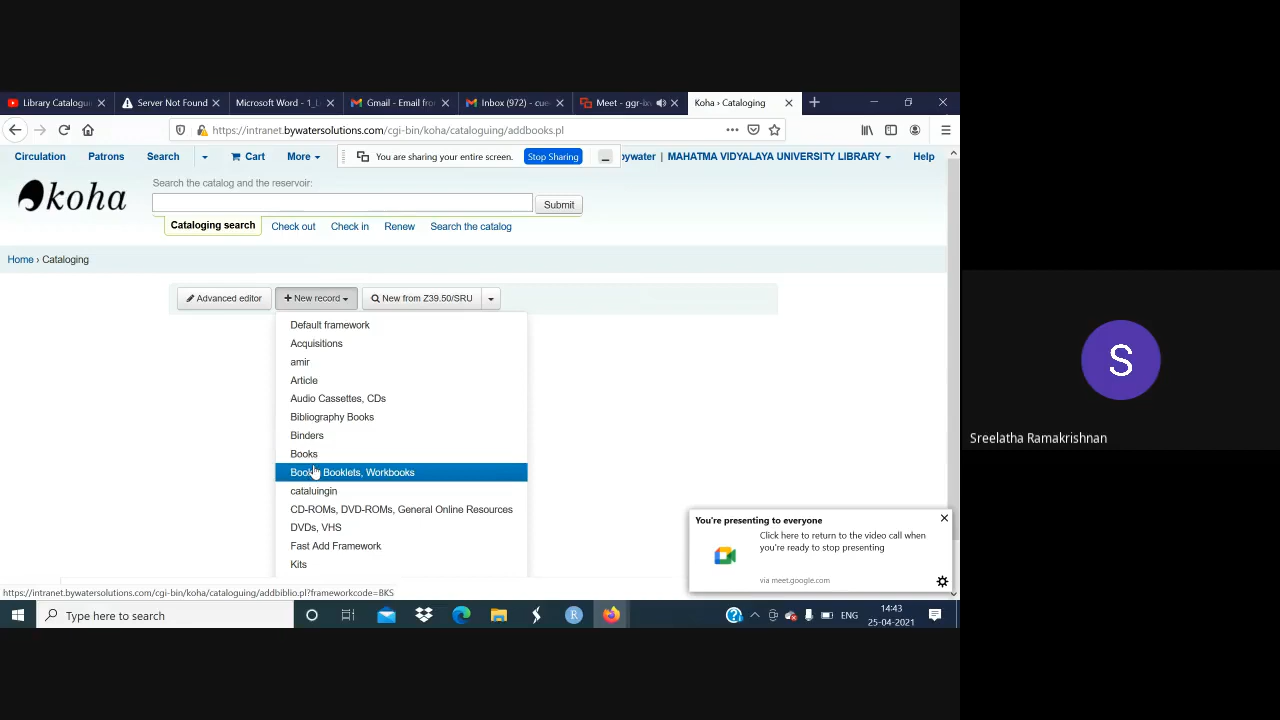 Library Catalogui
Server Not Found
Microsoft Word - 1_L
Gmail - Email fro
Inbox (972) - cue
Meet - ggr-ix
Koha › Cataloging
https://intranet.bywatersolutions.com/cgi-bin/koha/cataloguing/addbooks.pl
Circulation Patrons Search Cart More
You are sharing your entire screen. Stop Sharing
bywater | MAHATMA VIDYALAYA UNIVERSITY LIBRARY Help
koha
Search the catalog and the reservoir:
Submit
Cataloging search Check out Check in Renew Search the catalog
Home › Cataloging
Advanced editor + New record New from Z39.50/SRU
Default framework
Acquisitions
amir
Article
Audio Cassettes, CDs
Bibliography Books
Binders
Books
Booklets, Workbooks
cataluingin
CD-ROMs, DVD-ROMs, General Online Resources
DVDs, VHS
Fast Add Framework
Kits
You're presenting to everyone
Click here to return to the video call when
you're ready to stop presenting
via meet.google.com
https://intranet.bywatersolutions.com/cgi-bin/koha/cataloguing/addbiblio.pl?frameworkcode=BKS
Type here to search
ENG
14:43
25-04-2021
S
Sreelatha Ramakrishnan